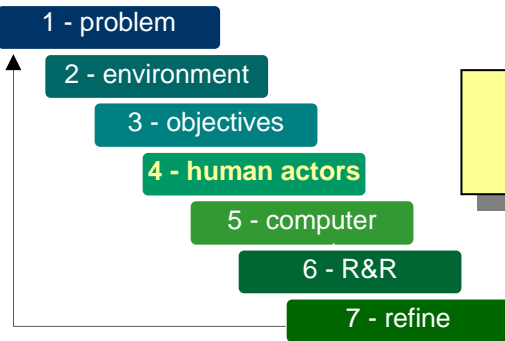 1 - problem
2 - environment
3 - objectives
4 - human actors
5 - computer
6 - R&R
7 - refine